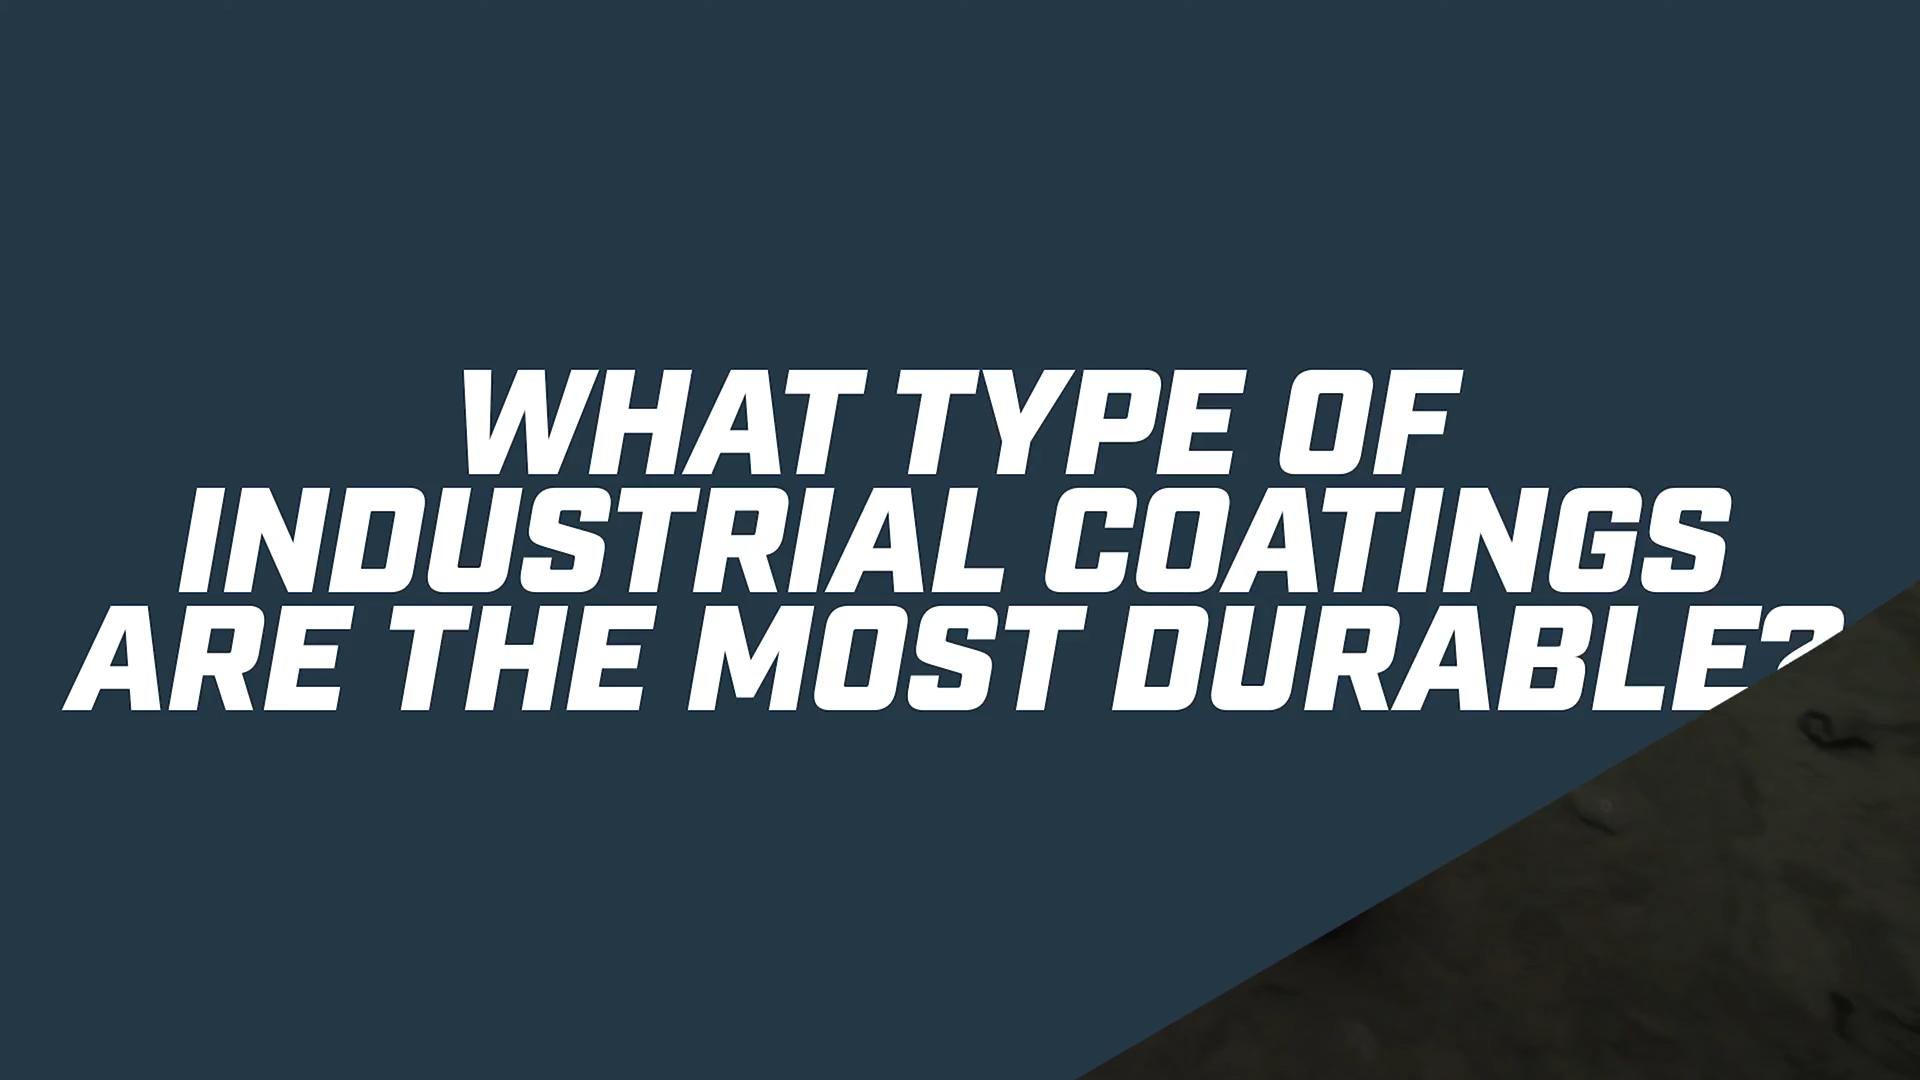 WHAT TYPE OF
INDUSTRIAL COATINGS
ARE THE MOST DURABLE?